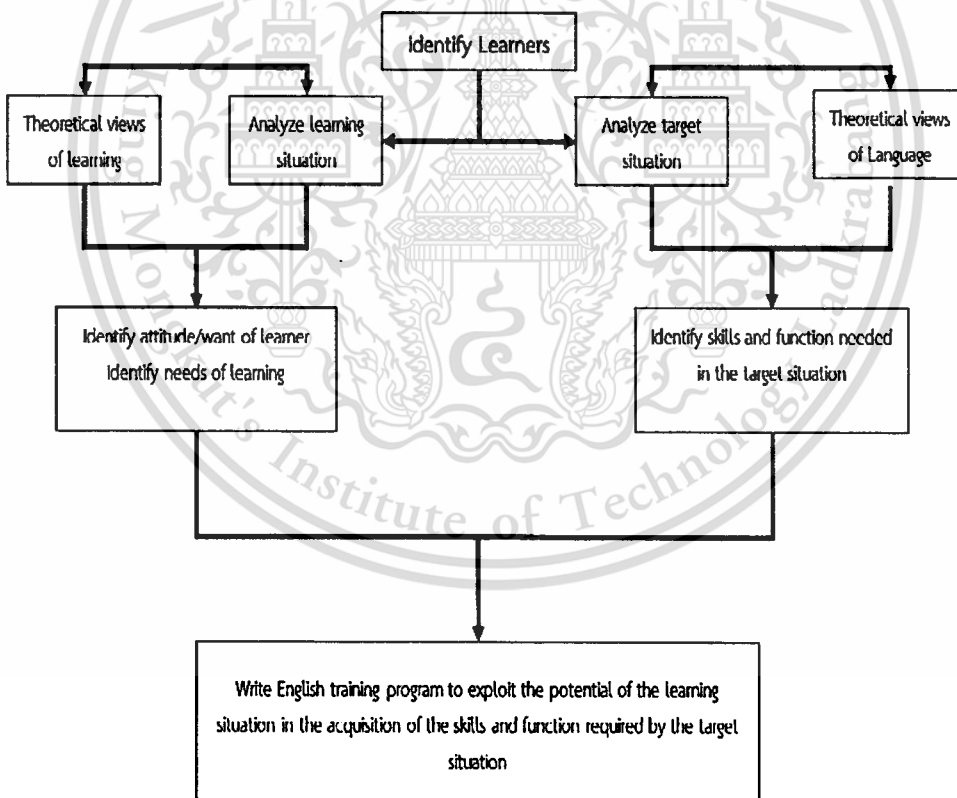 Identify Learners
Theoretical views
of learning
Analyze learning
situation
Analyze target
situation
Theoretical views
of Language
Identify attitude/want of learner
Identify needs of learning
Identify skills and function needed
in the target situation
Write English training program to exploit the potential of the learning
situation in the acquisition of the skills and function required by the target
situation
King Mongkut's Institute of Technology Ladkrabang